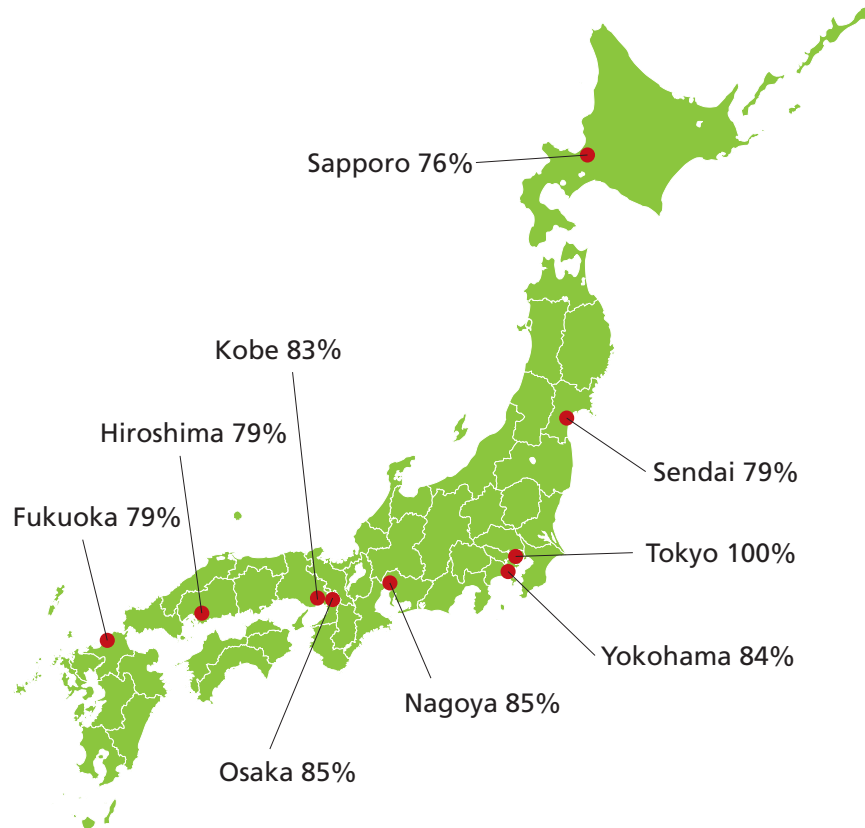 Sapporo 76%
Kobe 83%
Hiroshima 79%
Sendai 79%
Fukuoka 79%
Tokyo 100%
Yokohama 84%
Nagoya 85%
Osaka 85%